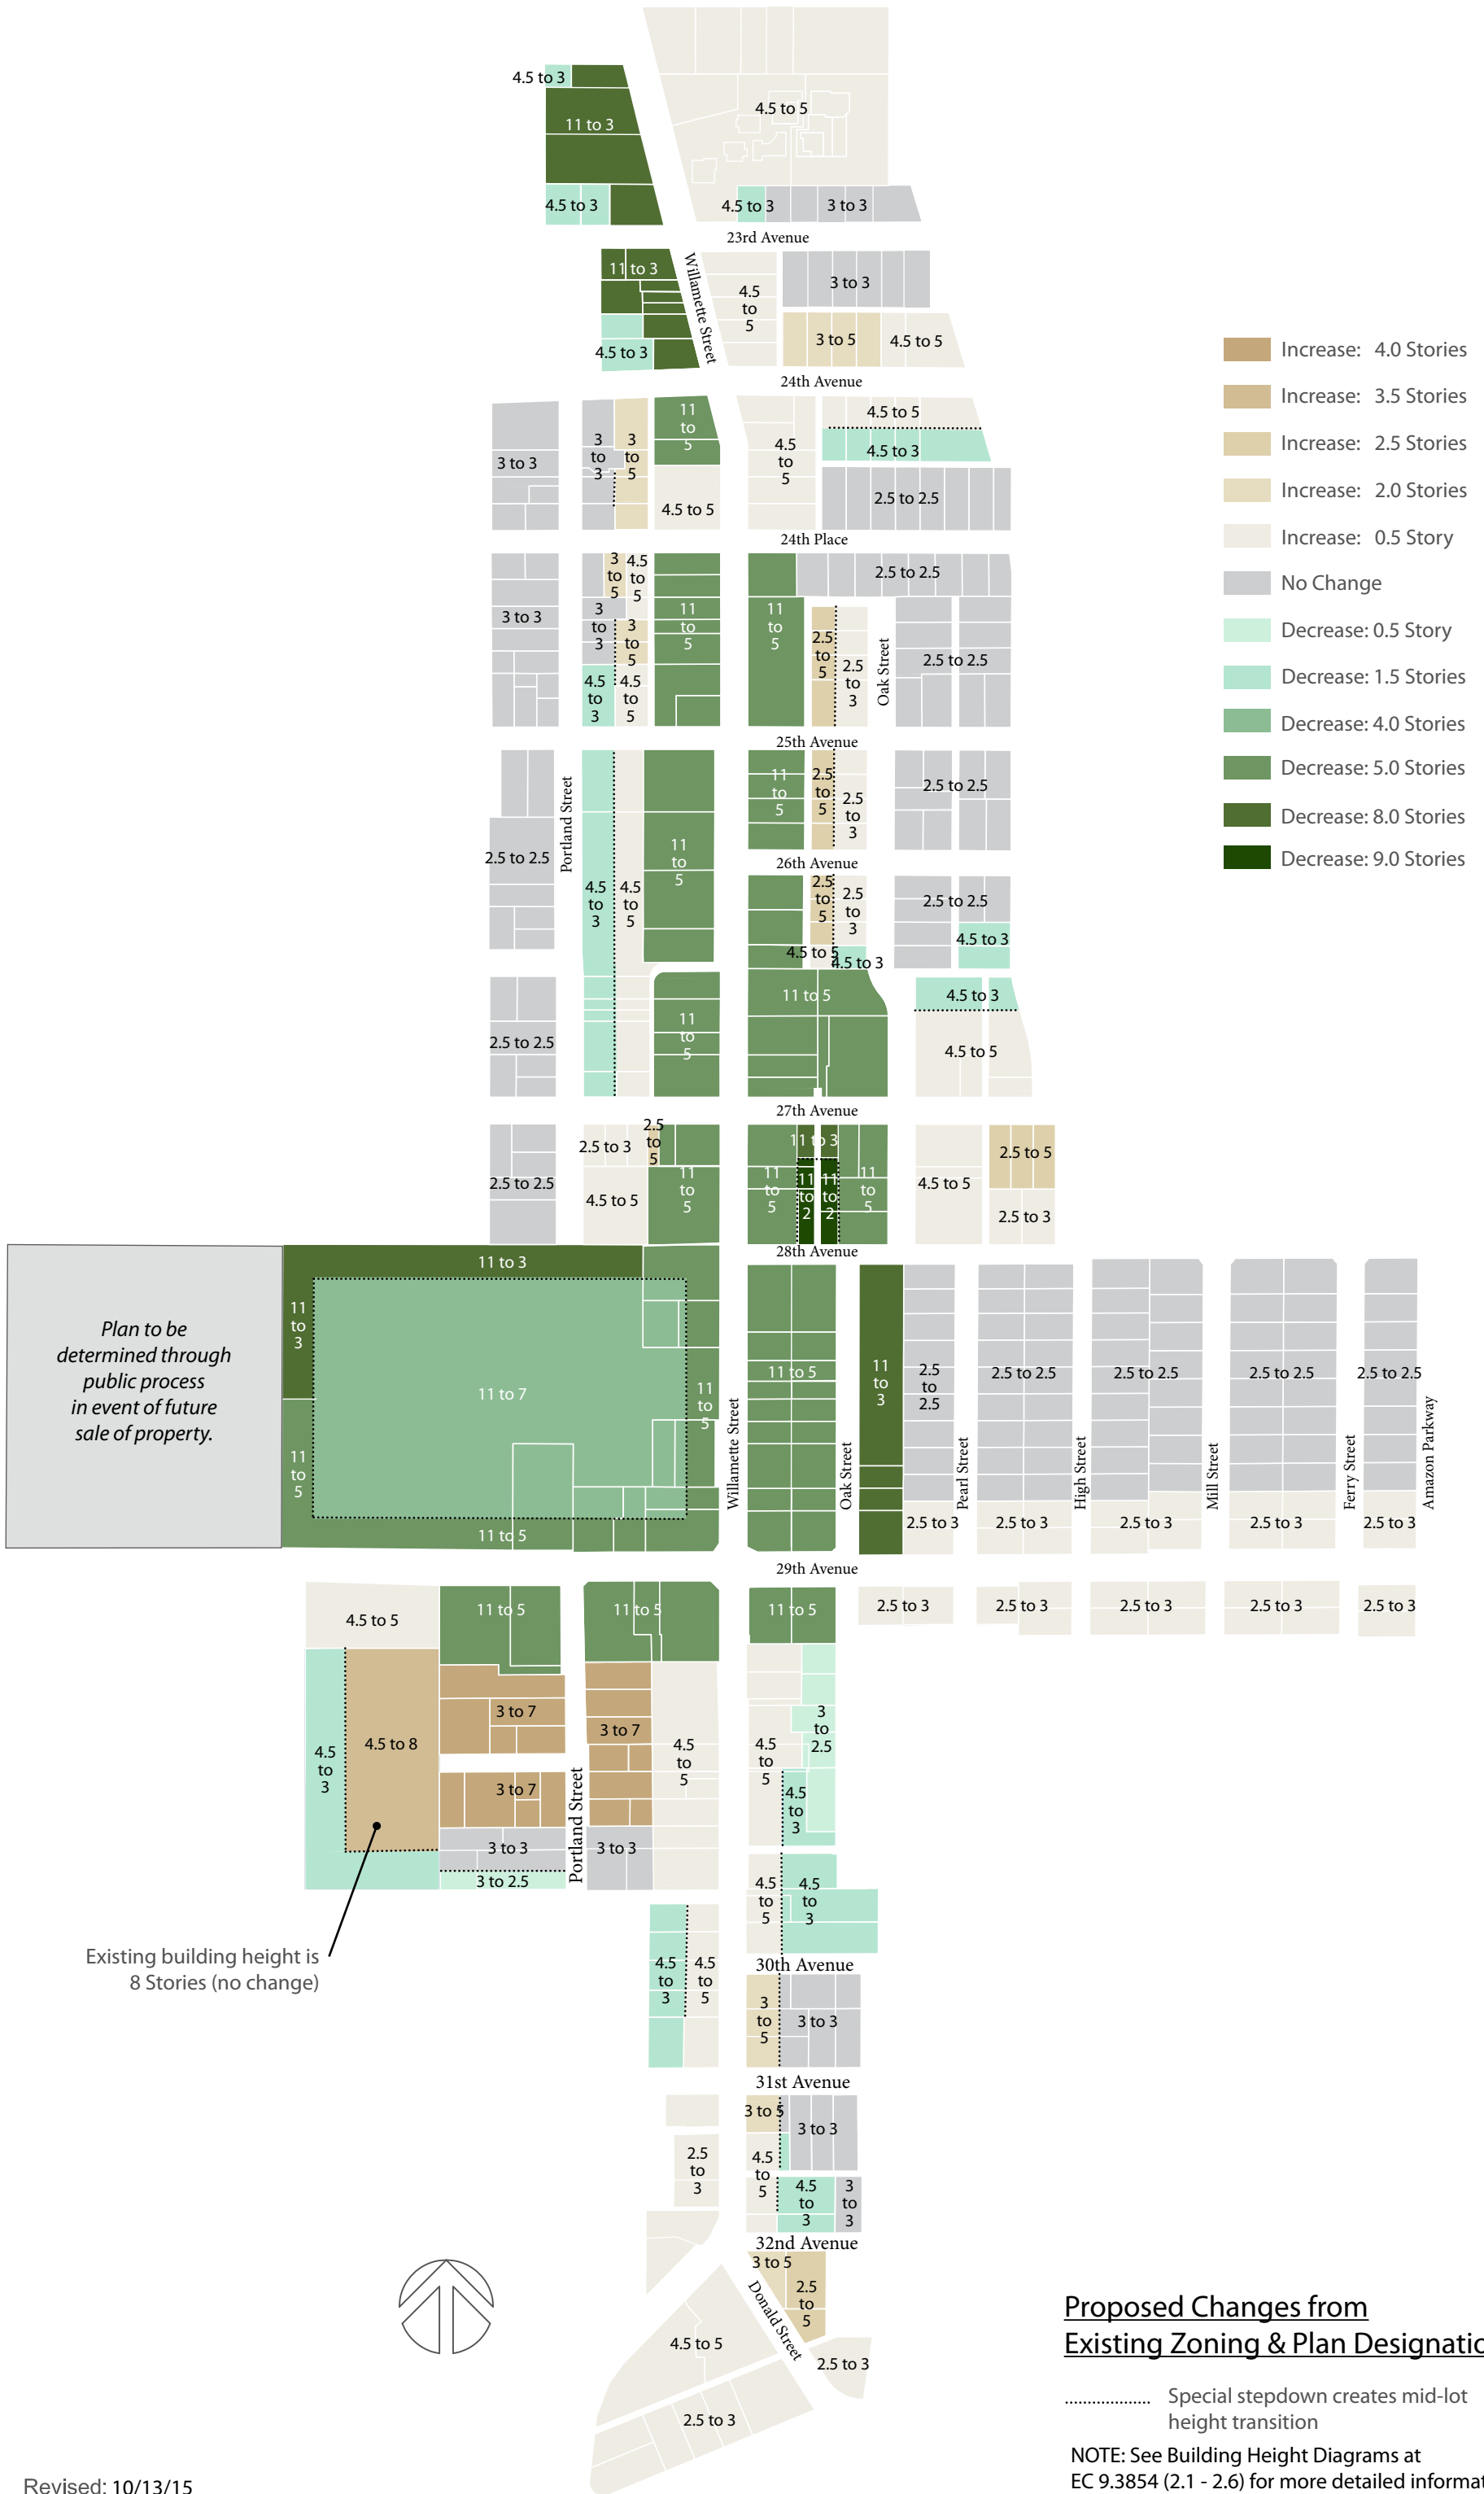 4.5 to 3
4.5 to 5
11 to 3
4.5 to 3
4.5 to 3
3 to 3
23rd Avenue
11 to 3
Willamette Street
4.5
to
5
3 to 3
3 to 5
4.5 to 5
4.5 to 3
24th Avenue
Increase: 4.0 Stories
Increase: 3.5 Stories
Increase: 2.5 Stories
Increase: 2.0 Stories
Increase: 0.5 Story
No Change
Decrease: 0.5 Story
Decrease: 1.5 Stories
Decrease: 4.0 Stories
Decrease: 5.0 Stories
Decrease: 8.0 Stories
Decrease: 9.0 Stories
3 to 3
3
to
3
3
to
5
11
to
5
4.5 to 5
4.5
to
5
4.5 to 5
4.5 to 3
2.5 to 2.5
24th Place
3 to 3
3
to
5
4.5
to
5
3
to
3
3
to
5
4.5
to
3
4.5
to
5
11
to
5
11
to
5
2.5 to 2.5
2.5
to
5
2.5
to
3
Oak Street
2.5 to 2.5
25th Avenue
Portland Street
2.5 to 2.5
4.5
to
3
4.5
to
5
11
to
5
11
to
5
2.5
to
5
2.5
to
3
2.5 to 2.5
26th Avenue
2.5
to
5
2.5
to
3
4.5 to 5
4.5 to 3
2.5 to 2.5
4.5 to 3
2.5 to 2.5
11
to
5
11 to 5
4.5 to 3
4.5 to 5
27th Avenue
2.5 to 2.5
2.5 to 3
2.5
to
5
4.5 to 5
11
to
5
11 to 3
11
to
5
11
to
2
11
to
2
11
to
5
4.5 to 5
2.5 to 5
2.5 to 3
28th Avenue
Plan to be
determined through
public process
in event of future
sale of property.
11 to 3
11
to
3
11 to 7
11
to
5
11
to
5
11 to 5
Willamette Street
11 to 5
Oak Street
11
to
3
2.5
to
2.5
Pearl Street
2.5 to 2.5
High Street
2.5 to 2.5
Mill Street
2.5 to 2.5
Ferry Street
2.5 to 2.5
Amazon Parkway
2.5 to 3
2.5 to 3
2.5 to 3
2.5 to 3
2.5 to 3
29th Avenue
4.5 to 5
11 to 5
11 to 5
11 to 5
2.5 to 3
2.5 to 3
2.5 to 3
2.5 to 3
2.5 to 3
4.5
to
3
4.5 to 8
3 to 7
3 to 7
3 to 7
3 to 3
3 to 2.5
Portland Street
3 to 3
4.5
to
5
4.5
to
5
3
to
2.5
4.5
to
3
4.5
to
5
4.5
to
3
Existing building height is
8 Stories (no change)
4.5
to
3
4.5
to
5
30th Avenue
3
to
5
3 to 3
31st Avenue
3 to 5
3 to 3
2.5
to
3
4.5
to
5
4.5
to
3
3
to
3
32nd Avenue
3 to 5
2.5
to
5
Donald Street
4.5 to 5
2.5 to 3
2.5 to 3
Proposed Changes from
Existing Zoning & Plan Designatio
Special stepdown creates mid-lot
height transition
NOTE: See Building Height Diagrams at
EC 9.3854 (2.1 - 2.6) for more detailed informat
Revised: 10/13/15